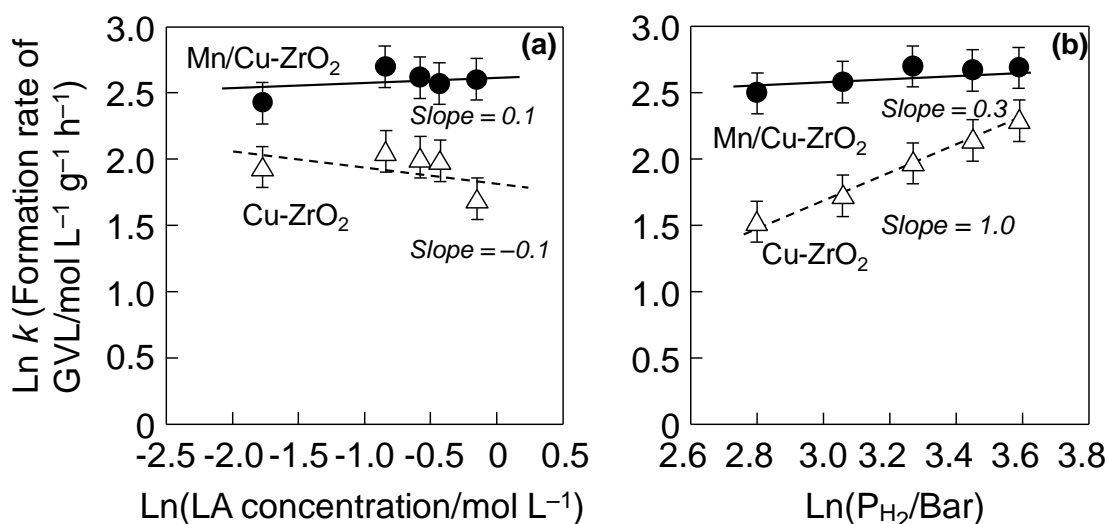 Ln k (Formation rate of
GVL/mol L⁻¹ g⁻¹ h⁻¹)
3.0
2.5
2.0
1.5
1.0
0.5
0
(a)
Mn/Cu-ZrO₂
Slope = 0.1
Cu-ZrO₂
Slope = –0.1
-2.5 -2.0 -1.5 -1.0 -0.5 0 0.5
Ln(LA concentration/mol L⁻¹)
3.0
2.5
2.0
1.5
1.0
0.5
0
(b)
Slope = 0.3
Mn/Cu-ZrO₂
Slope = 1.0
Cu-ZrO₂
2.6 2.8 3.0 3.2 3.4 3.6 3.8
Ln(P_H₂/Bar)